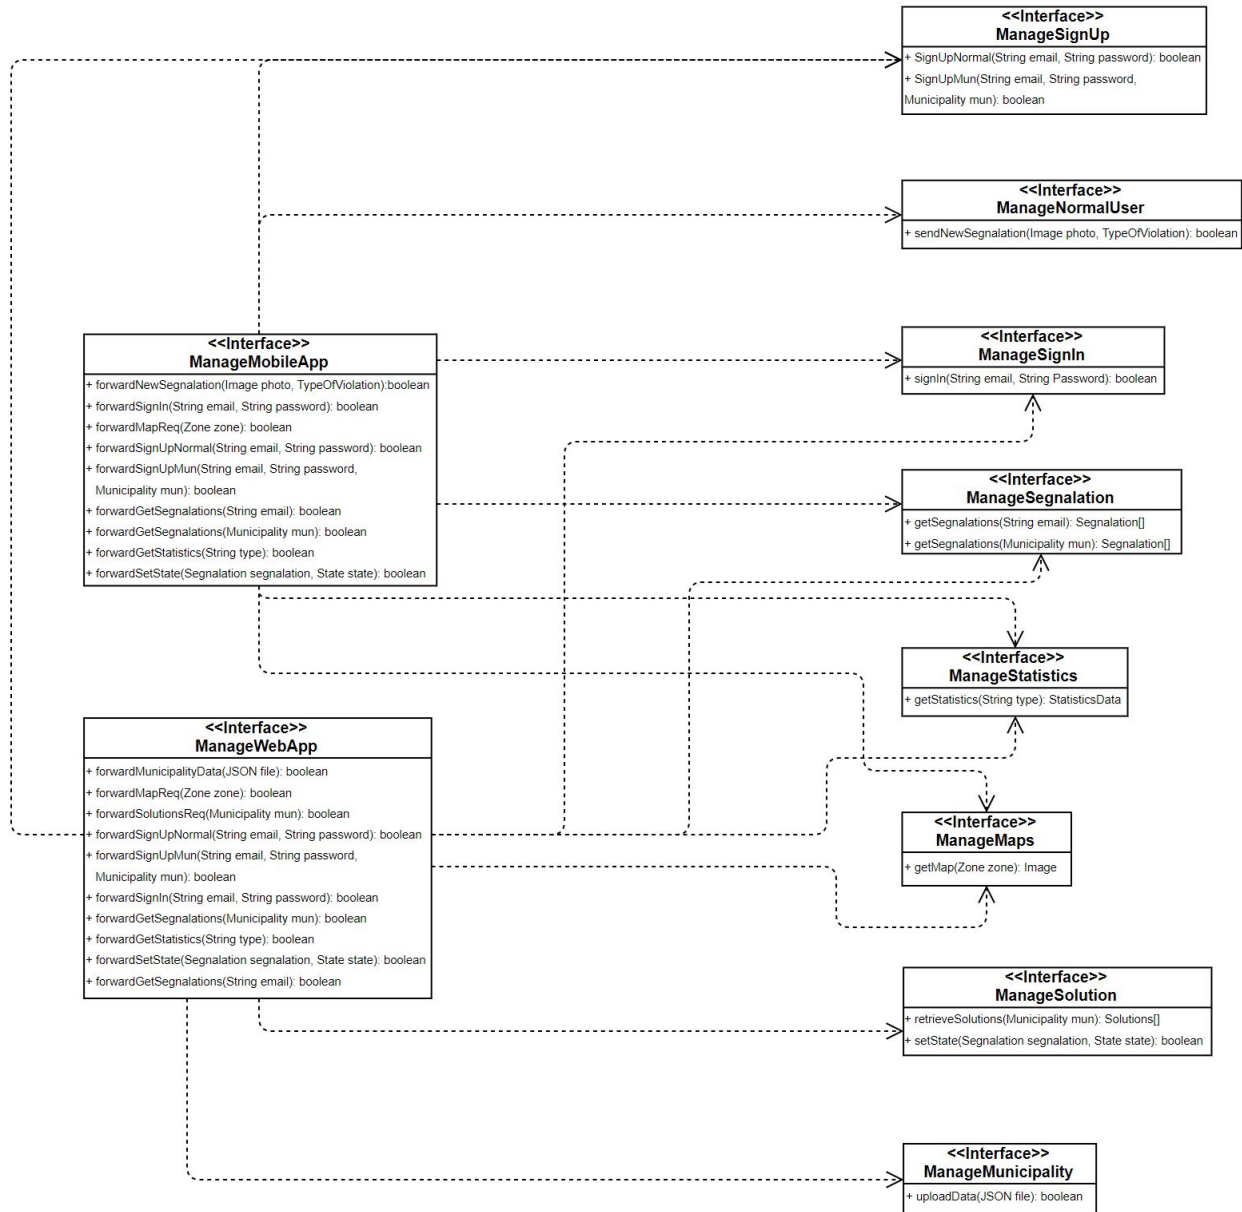 <<Interface>>
ManageSignUp
+ SignUpNormal(String email, String password): boolean
+ SignUpMun(String email, String password,
Municipality mun): boolean
<<Interface>>
ManageNormalUser
+ sendNewSegnalation(Image photo, TypeOfViolation): boolean
<<Interface>>
ManageSignIn
+ signIn(String email, String Password): boolean
<<Interface>>
ManageMobileApp
+ forwardNewSegnalation(Image photo, TypeOfViolation):boolean
+ forwardSignIn(String email, String password): boolean
+ forwardMapReq(Zone zone): boolean
+ forwardSignUpNormal(String email, String password): boolean
+ forwardSignUpMun(String email, String password,
Municipality mun): boolean
+ forwardGetSegnalations(String email): boolean
+ forwardGetSegnalations(Municipality mun): boolean
+ forwardGetStatistics(String type): boolean
+ forwardSetState(Segnalation segnalation, State state): boolean
<<Interface>>
ManageSegnalation
+ getSegnalations(String email): Segnalation[]
+ getSegnalations(Municipality mun): Segnalation[]
<<Interface>>
ManageStatistics
+ getStatistics(String type): StatisticsData
<<Interface>>
ManageWebApp
+ forwardMunicipalityData(JSON file): boolean
+ forwardMapReq(Zone zone): boolean
+ forwardSolutionsReq(Municipality mun): boolean
+ forwardSignUpNormal(String email, String password): boolean
+ forwardSignUpMun(String email, String password,
Municipality mun): boolean
+ forwardSignIn(String email, String password): boolean
+ forwardGetSegnalations(Municipality mun): boolean
+ forwardGetStatistics(String type): boolean
+ forwardSetState(Segnalation segnalation, State state): boolean
+ forwardGetSegnalations(String email): boolean
<<Interface>>
ManageMaps
+ getMap(Zone zone): Image
<<Interface>>
ManageSolution
+ retrieveSolutions(Municipality mun): Solutions[]
+ setState(Segnalation segnalation, State state): boolean
<<Interface>>
ManageMunicipality
+ uploadData(JSON file): boolean